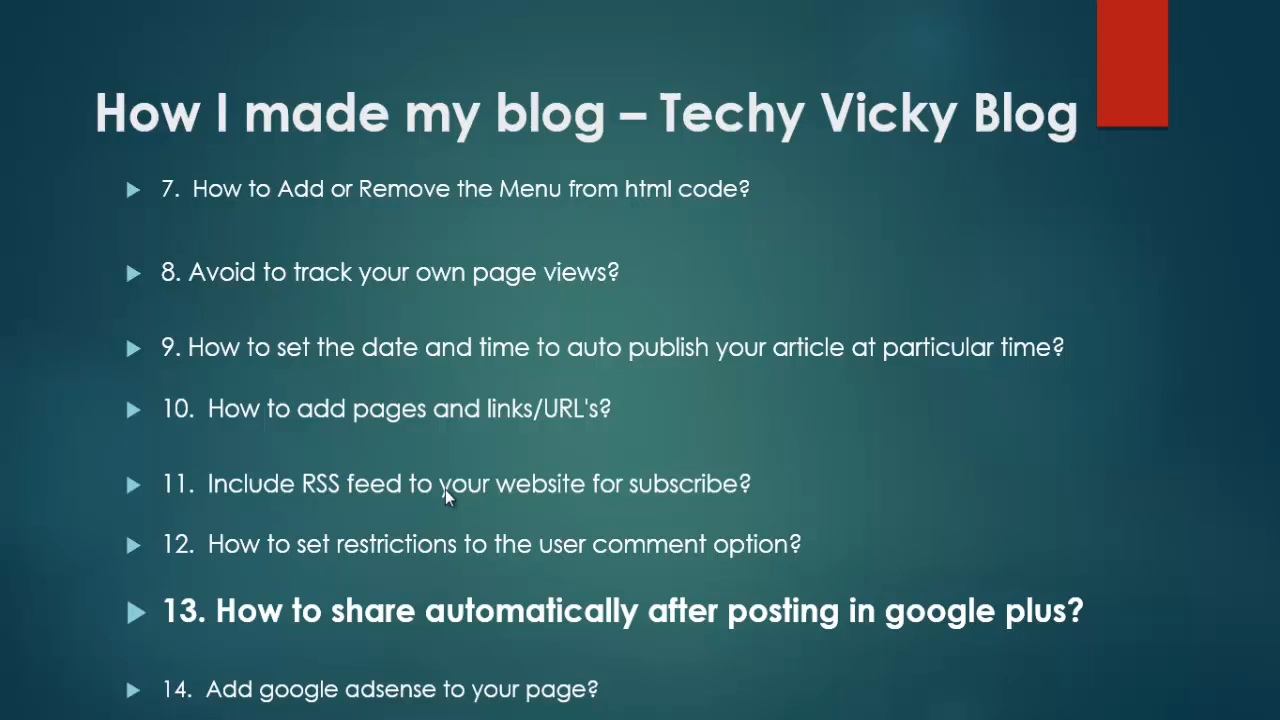 How I made my blog – Techy Vicky Blog
7. How to Add or Remove the Menu from html code?
8. Avoid to track your own page views?
9. How to set the date and time to auto publish your article at particular time?
10. How to add pages and links/URL's?
11. Include RSS feed to your website for subscribe?
12. How to set restrictions to the user comment option?
13. How to share automatically after posting in google plus?
14. Add google adsense to your page?